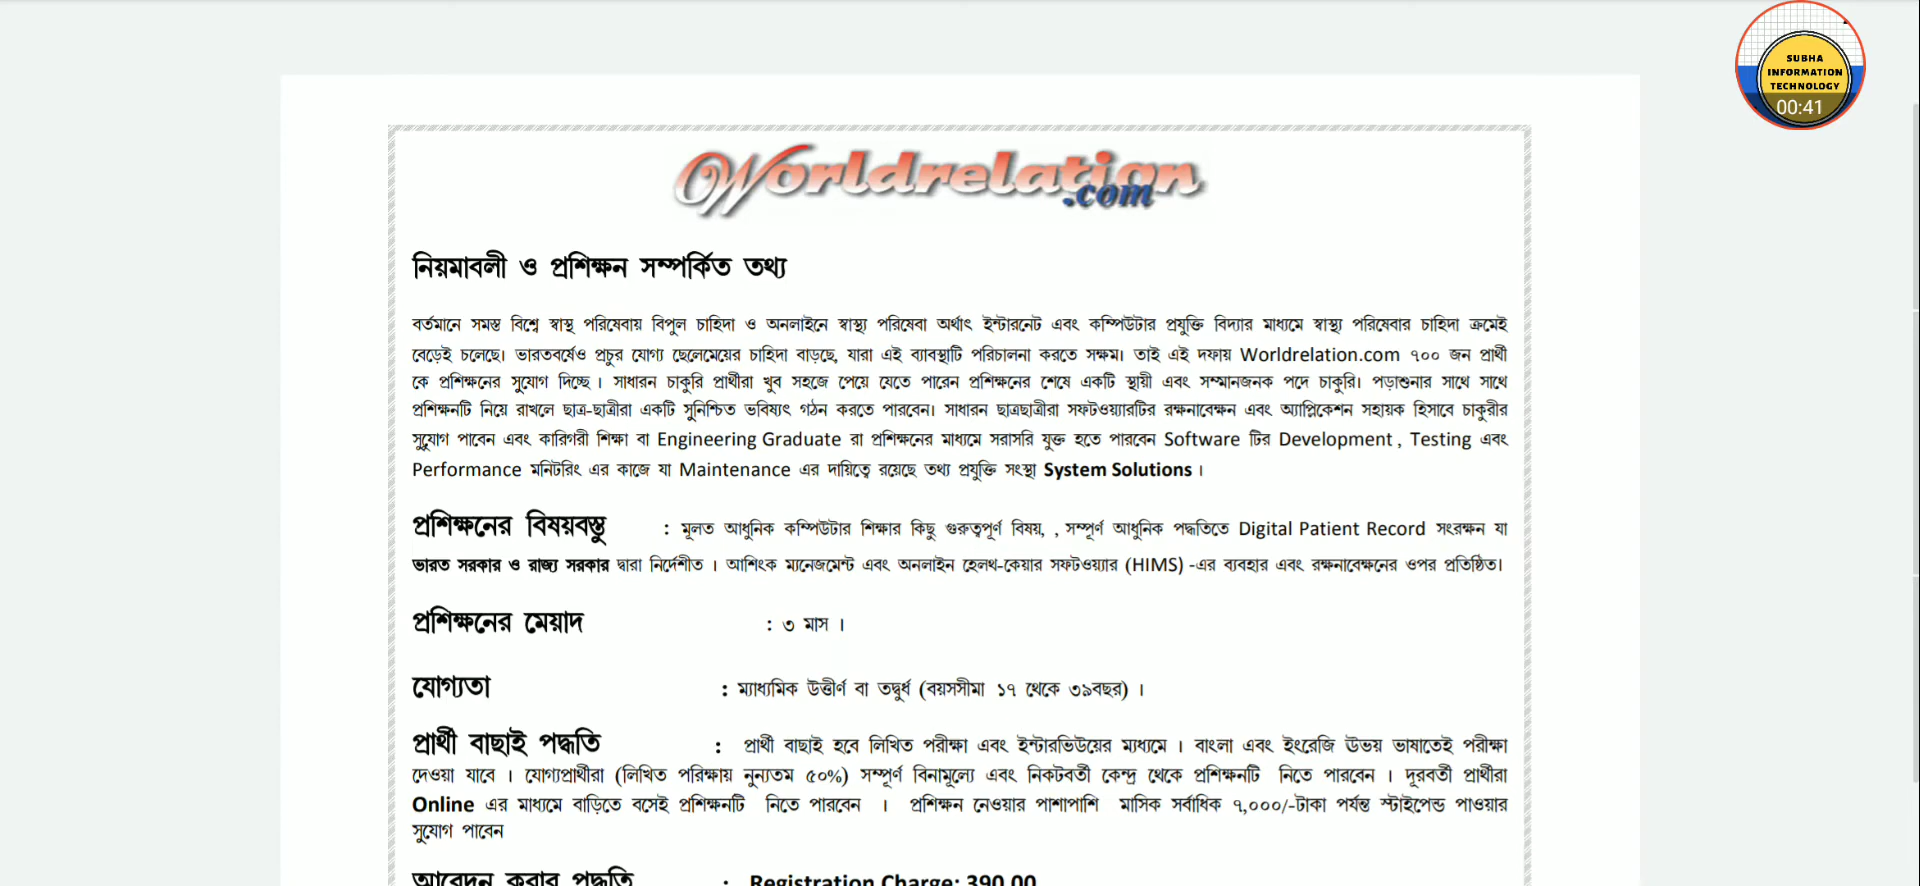 SUBHA
INFORMATION
TECHNOLOGY
00:41
Worldrelation
.com
নিয়মাবলী ও প্রশিক্ষন সম্পর্কিত তথ্য
বর্তমানে সমস্ত বিশ্বে স্বাস্থ পরিষেবায় বিপুল চাহিদা ও অনলাইনে স্বাস্থ্য পরিষেবা অর্থাৎ ইন্টারনেট এবং কম্পিউটার প্রযুক্তি বিদ্যার মাধ্যমে স্বাস্থ্য পরিষেবার চাহিদা ক্রমেই
বেড়েই চলেছে। ভারতবর্ষেও প্রচুর যোগ্য ছেলেমেয়ের চাহিদা বাড়ছে, যারা এই ব্যাবস্থাটি পরিচালনা করতে সক্ষম। তাই এই দফায় Worldrelation.com ৭০০ জন প্রার্থী
কে প্রশিক্ষনের সুযোগ দিচ্ছে । সাধারন চাকুরি প্রার্থীরা খুব সহজে পেয়ে যেতে পারেন প্রশিক্ষনের শেষে একটি স্থায়ী এবং সম্মানজনক পদে চাকুরি। পড়াশুনার সাথে সাথে
প্রশিক্ষনটি নিয়ে রাখলে ছাত্র-ছাত্রীরা একটি সুনিশ্চিত ভবিষ্যৎ গঠন করতে পারবেন। সাধারন ছাত্রছাত্রীরা সফটওয়্যারটির রক্ষনাবেক্ষন এবং অ্যাপ্লিকেশন সহায়ক হিসাবে চাকুরীর
সুযোগ পাবেন এবং কারিগরী শিক্ষা বা Engineering Graduate রা প্রশিক্ষনের মাধ্যমে সরাসরি যুক্ত হতে পারবেন Software টির Development , Testing এবং
Performance মনিটরিং এর কাজে যা Maintenance এর দায়িত্বে রয়েছে তথ্য প্রযুক্তি সংস্থা System Solutions ।
প্রশিক্ষনের বিষয়বস্তু : মূলত আধুনিক কম্পিউটার শিক্ষার কিছু গুরুত্বপূর্ণ বিষয়, , সম্পূর্ণ আধুনিক পদ্ধতিতে Digital Patient Record সংরক্ষন যা
ভারত সরকার ও রাজ্য সরকার দ্বারা নির্দেশীত । আশিংক ম্যনেজমেন্ট এবং অনলাইন হেলথ-কেয়ার সফটওয়্যার (HIMS) -এর ব্যবহার এবং রক্ষনাবেক্ষনের ওপর প্রতিষ্ঠিত।
প্রশিক্ষনের মেয়াদ : ৩ মাস ।
যোগ্যতা : ম্যাধ্যমিক উত্তীর্ণ বা তদ্বুর্ধ (বয়সসীমা ১৭ থেকে ৩৯বছর) ।
প্রার্থী বাছাই পদ্ধতি : প্রার্থী বাছাই হবে লিখিত পরীক্ষা এবং ইন্টারভিউয়ের ম্যধ্যমে । বাংলা এবং ইংরেজি ঊভয় ভাষাতেই পরীক্ষা
দেওয়া যাবে । যোগ্যপ্রার্থীরা (লিখিত পরিক্ষায় নুন্যতম ৫০%) সম্পূর্ণ বিনামূল্যে এবং নিকটবর্তী কেন্দ্র থেকে প্রশিক্ষনটি নিতে পারবেন । দূরবর্তী প্রার্থীরা
Online এর মাধ্যমে বাড়িতে বসেই প্রশিক্ষনটি নিতে পারবেন । প্রশিক্ষন নেওয়ার পাশাপাশি মাসিক সর্বাধিক ৭,০০০/-টাকা পর্যন্ত স্টাইপেন্ড পাওয়ার
সুযোগ পাবেন
আবেদন করার পদ্ধতি : Registration Charge: 390.00